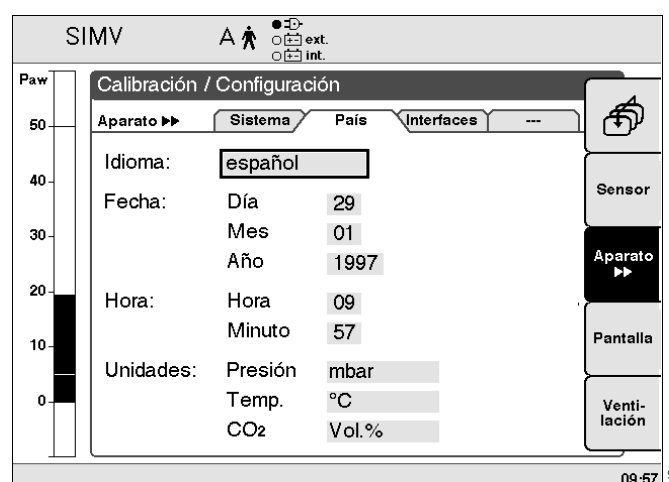 SIMV A ext.
int.
Paw
Calibración / Configuración
Aparato ▶▶ Sistema País Interfaces ---
50
Idioma: español
40
Sensor
Fecha: Día 29
Mes 01
30
Año 1997
Aparato
▶▶
20
Hora: Hora 09
Minuto 57
10
Pantalla
Unidades: Presión mbar
Temp. °C
0
Venti-
lación
CO2 Vol.%
09:57